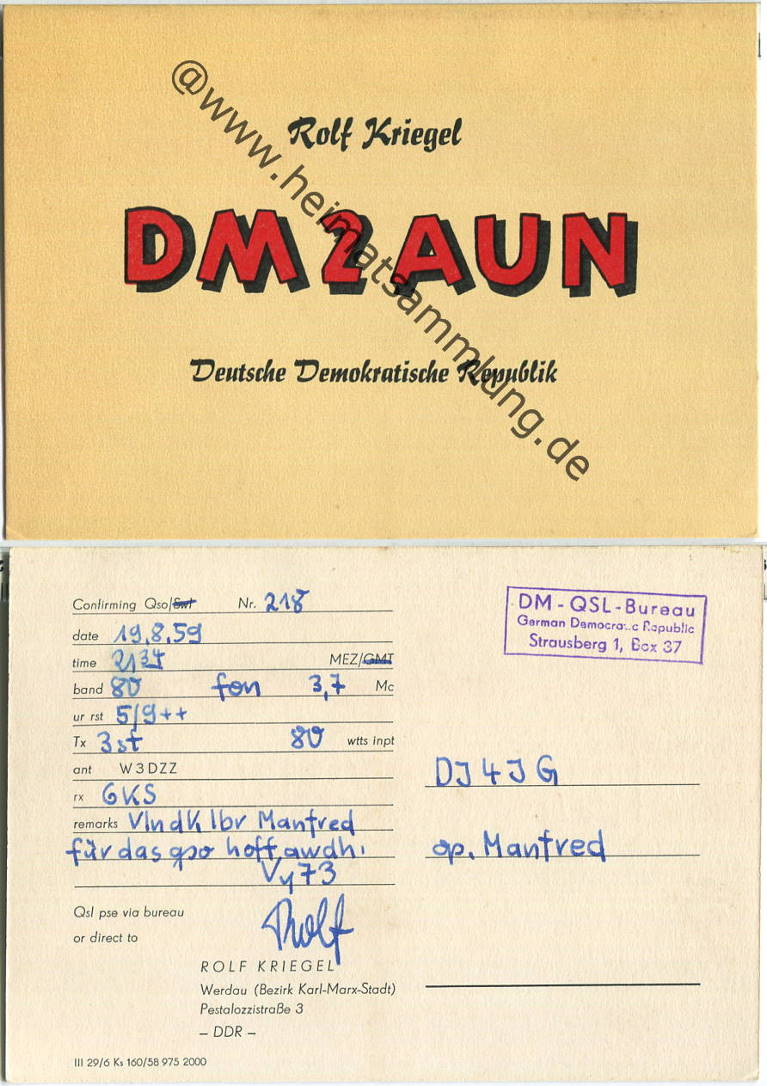 Rolf Kriegel
DM2AUN
Deutsche Demokratische Republik
@www.heimatsammlung.de
Confirming Qso/Swl Nr. 218
date 19.8.59
time 2134 MEZ/GMT
band 80 fon 3,7 Mc
ur rst 5/9++
Tx 3st 80 wtts inpt
ant W3DZZ
rx 6KS
remarks Vlndk lbr Manfred
für das qso hoff. awdh.
Vy 73
Qsl pse via bureau
or direct to
Rolf
ROLF KRIEGEL
Werdau (Bezirk Karl-Marx-Stadt)
Pestalozzistraße 3
– DDR –
III 29/6 Ks 160/58 975 2000
DM-QSL-Bureau
German Democratic Republic
Strausberg 1, Box 37
DJ4JG
op. Manfred